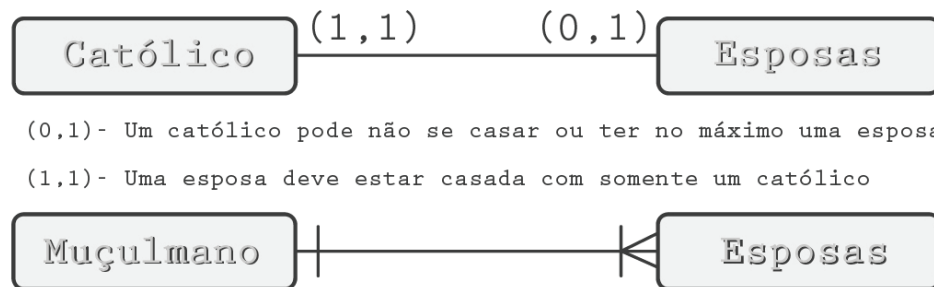 Católico (1,1) (0,1) Esposas
(0,1)- Um católico pode não se casar ou ter no máximo uma esposa
(1,1)- Uma esposa deve estar casada com somente um católico
Muçulmano Esposas